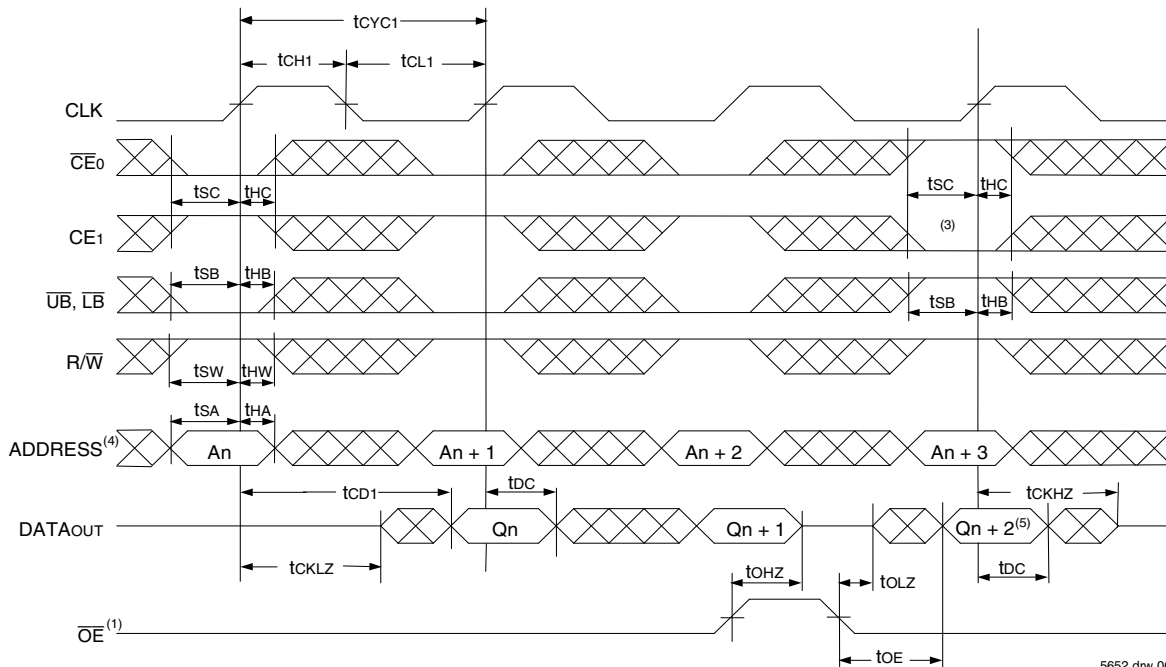 tCYC1
tCH1 tCL1
CLK
CE0
tSC tHC tSC tHC
CE1 (3)
tSB tHB
UB, LB tSB tHB
R/W
tSW tHW
tSA tHA
ADDRESS(4) An An + 1 An + 2 An + 3
tCD1 tDC tCKHZ
DATAOUT Qn Qn + 1 Qn + 2(5)
tCKLZ tOHZ tOLZ tDC
OE(1)
tOE